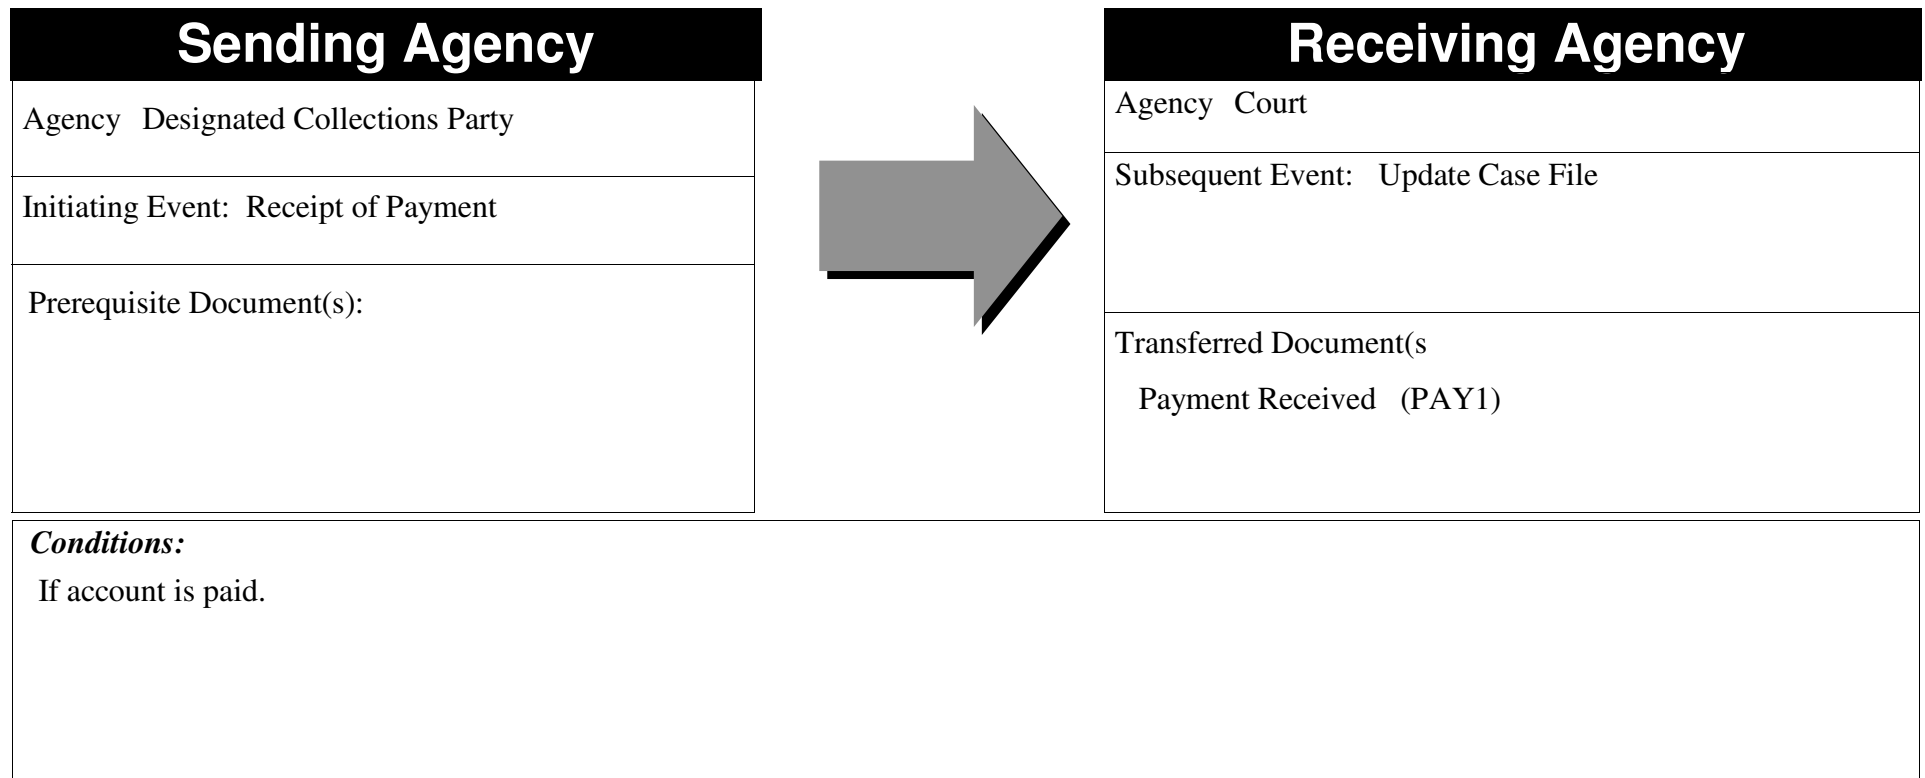 Sending Agency
Agency Designated Collections Party
Initiating Event: Receipt of Payment
Prerequisite Document(s):
Receiving Agency
Agency Court
Subsequent Event: Update Case File
Transferred Document(s
Payment Received (PAY1)
Conditions:
If account is paid.